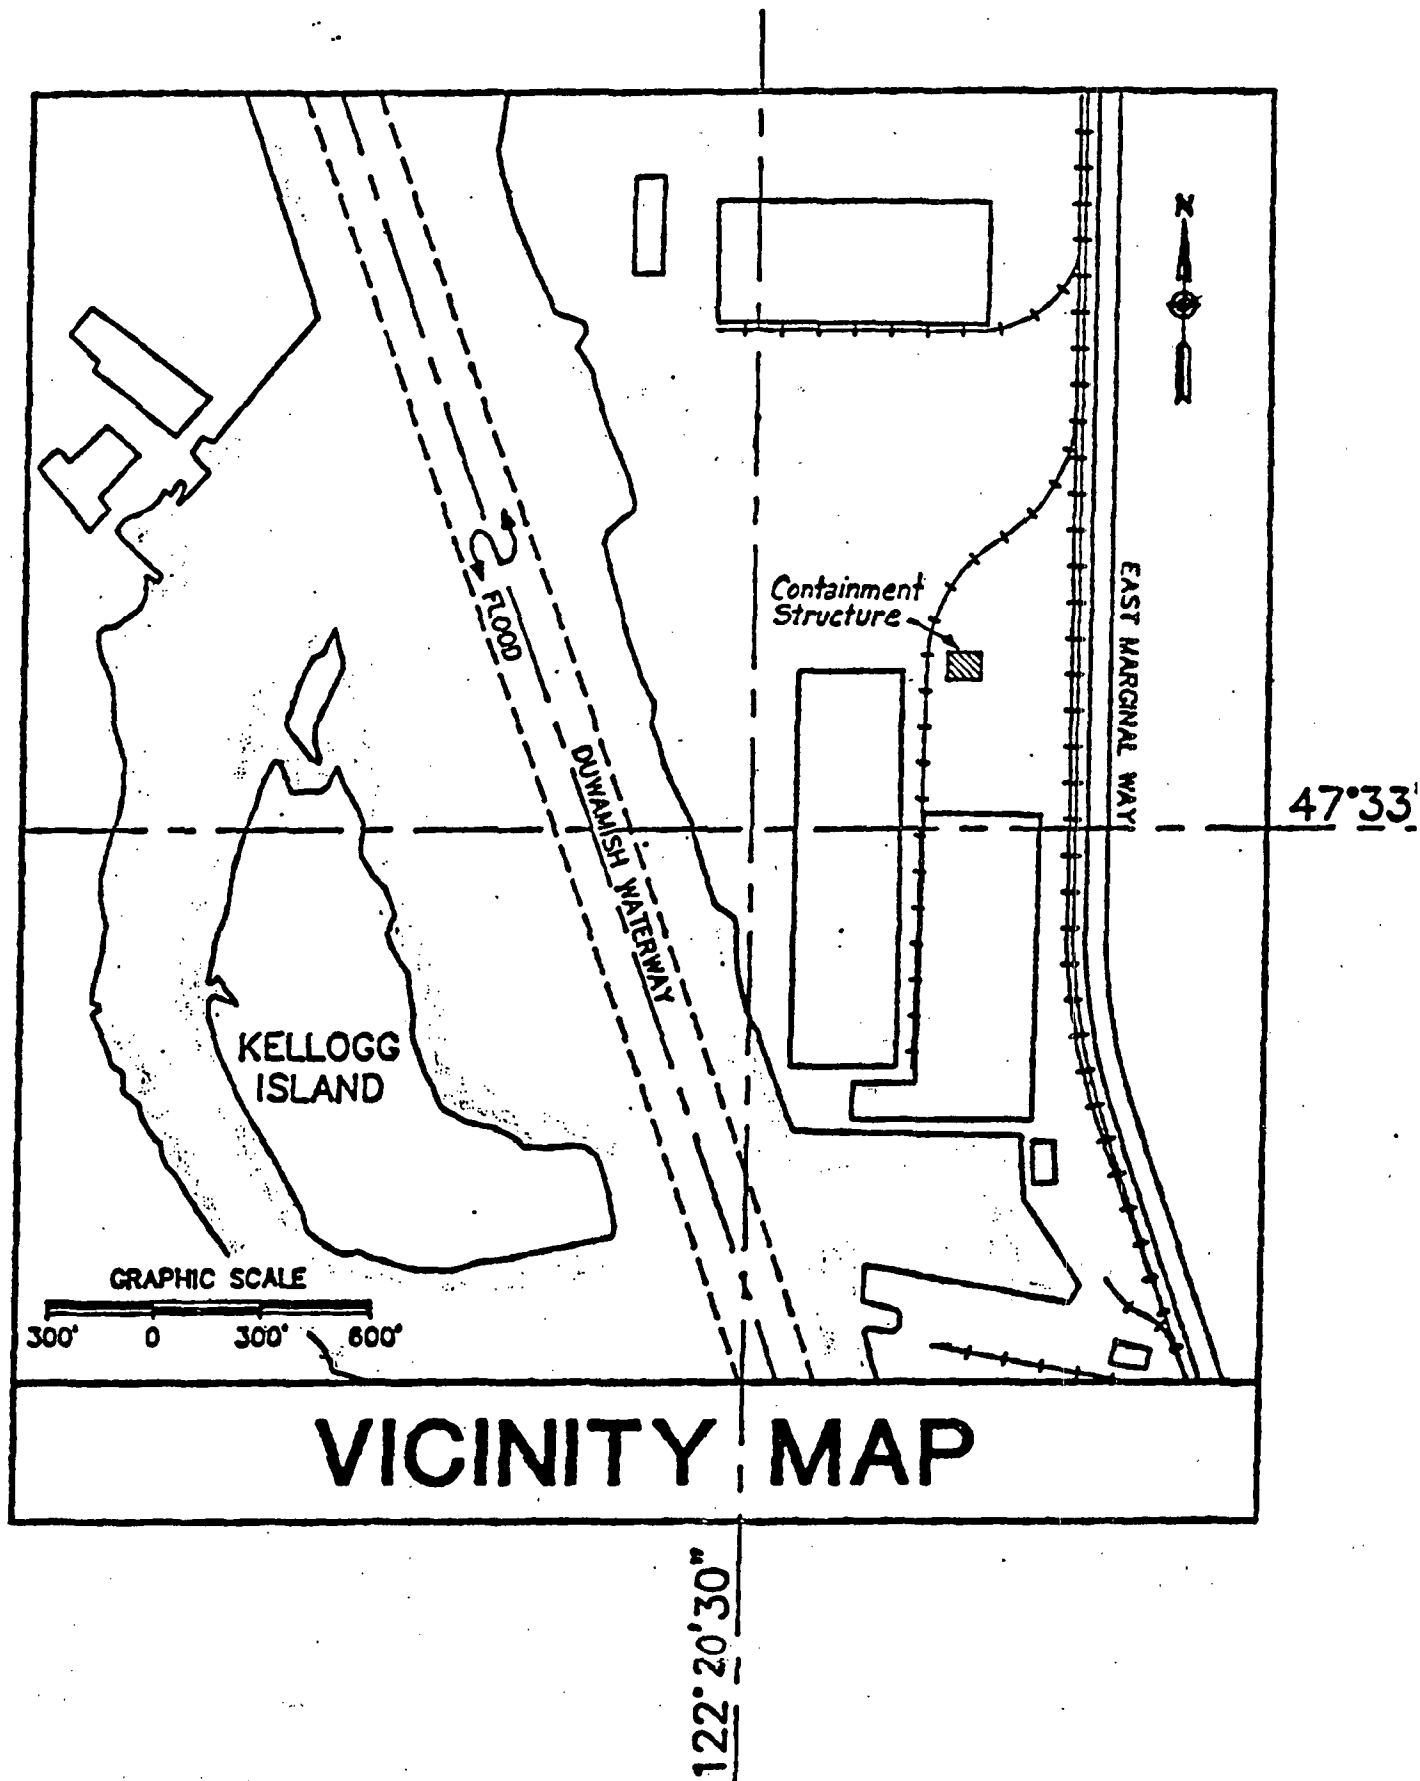 N
Containment
Structure
EAST MARGINAL WAY
FLOOD
DUWAMISH WATERWAY
47°33'
KELLOGG
ISLAND
GRAPHIC SCALE
300' 0 300' 600'
VICINITY MAP
122° 20' 30"